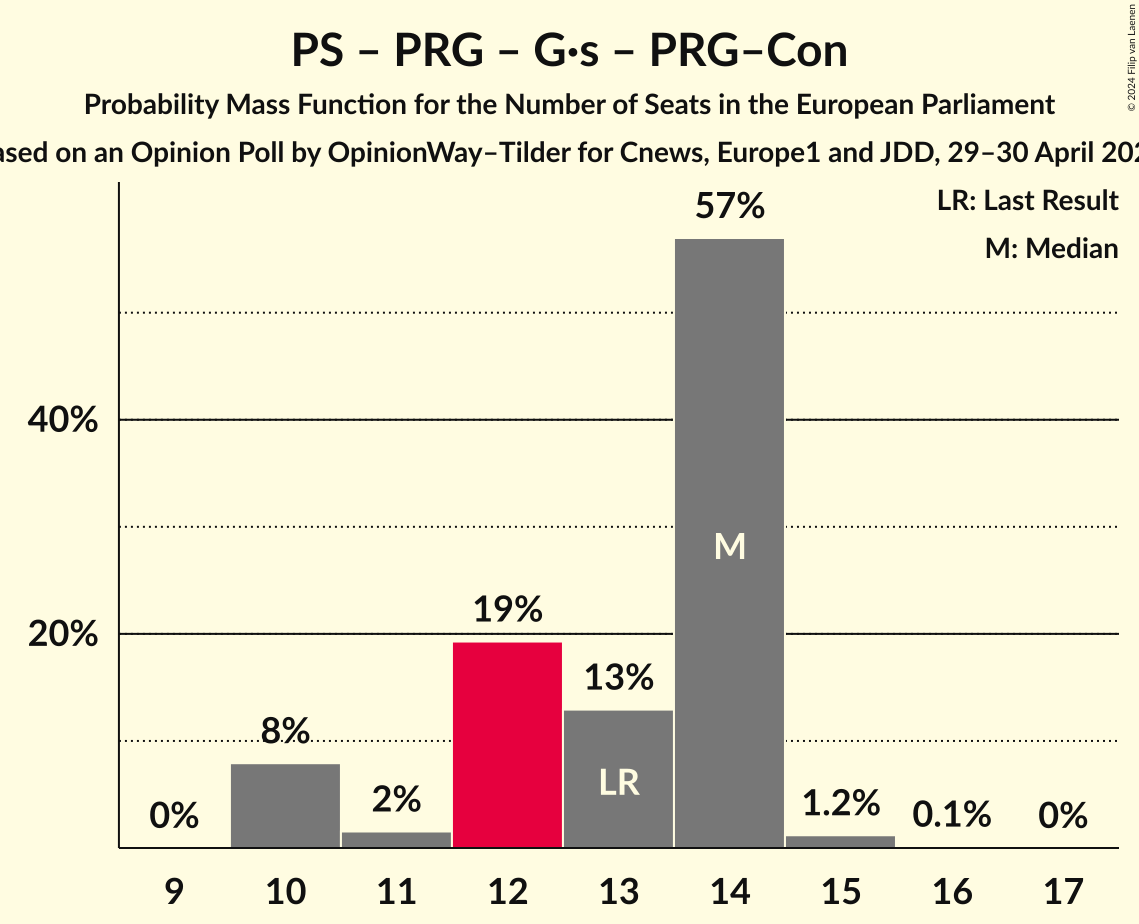 PS – PRG – G·s – PRG–Con
Probability Mass Function for the Number of Seats in the European Parliament
on an Opinion Poll by OpinionWay–Tilder for Cnews, Europe1 and JDD, 29–30 April
© 2024 Filip van Laenen
LR: Last Result
M: Median
57%
40%
M
19%
20%
13%
8%
LR
0%
2%
1.2%
0.1%
0%
9 10 11 12 13 14 15 16 17